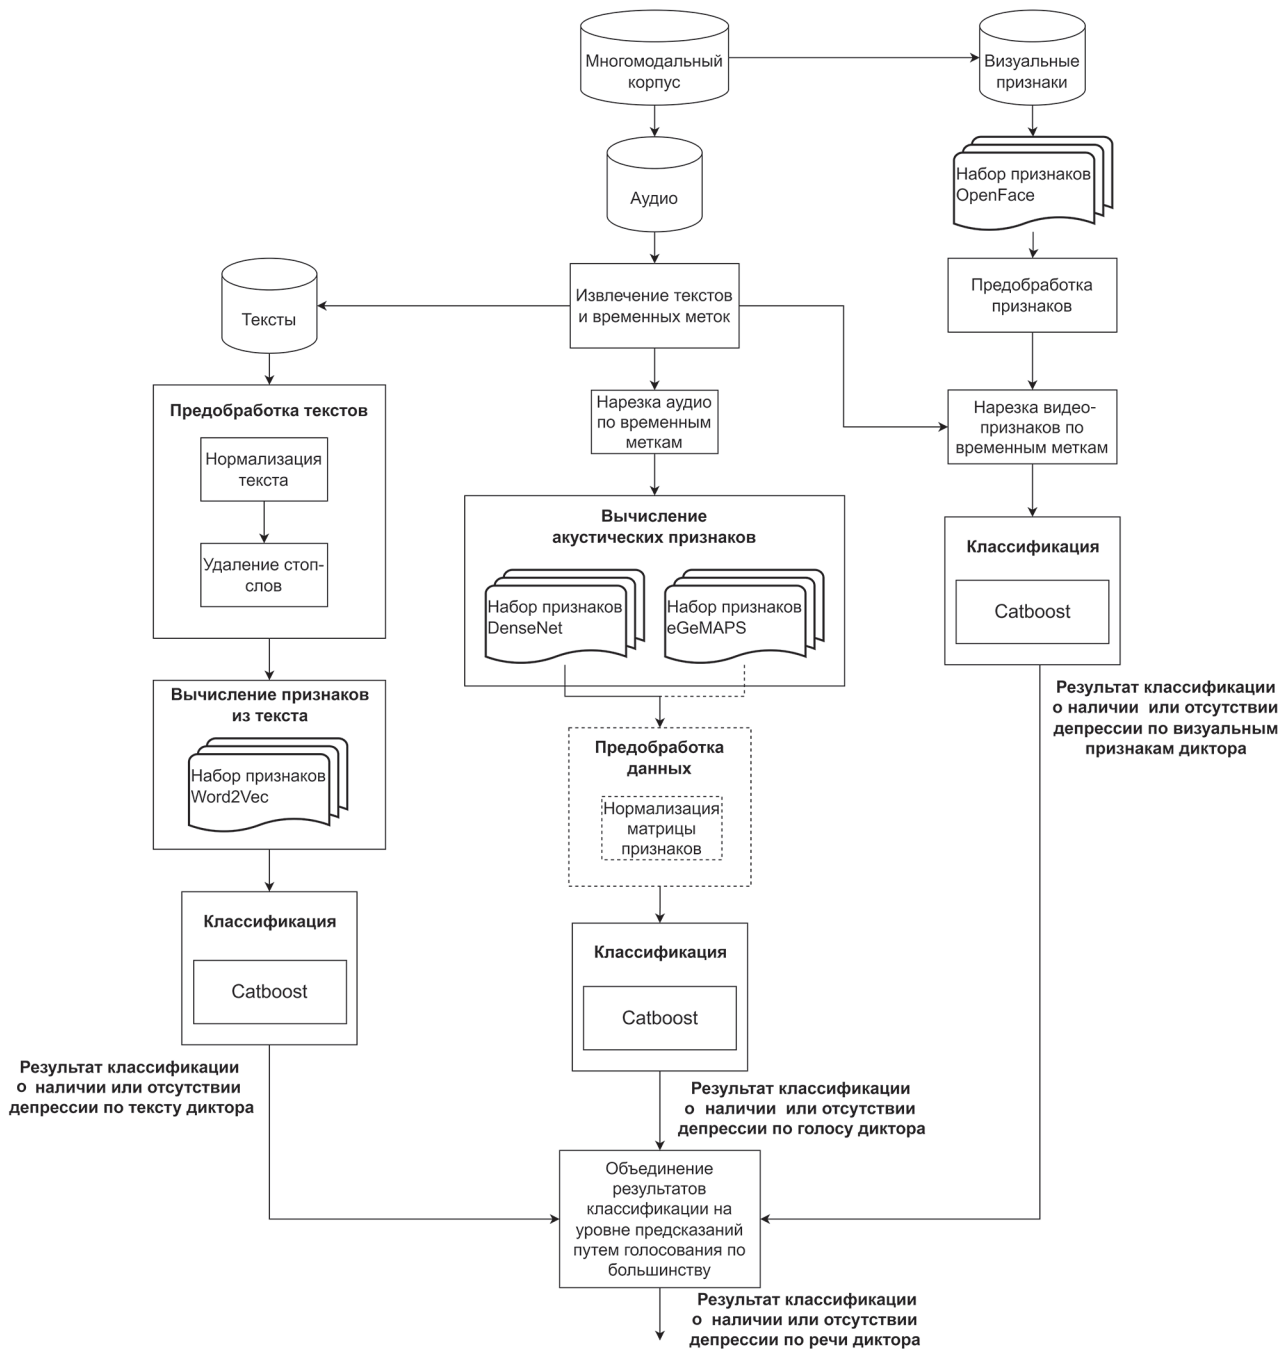 Многомодальный
корпус
Визуальные
признаки
Аудио
Набор признаков
OpenFace
Извлечение текстов
и временных меток
Тексты
Предобработка
признаков
Предобработка текстов
Нормализация
текста
Удаление стоп-
слов
Нарезка аудио
по временным
меткам
Нарезка видео-
признаков по
временным меткам
Вычисление
акустических признаков
Набор признаков
DenseNet
Набор признаков
eGeMAPS
Классификация
Catboost
Результат классификации
о наличии или отсутствии
депрессии по визуальным
признакам диктора
Вычисление признаков
из текста
Набор признаков
Word2Vec
Предобработка
данных
Нормализация
матрицы
признаков
Классификация
Catboost
Классификация
Catboost
Результат классификации
о наличии или отсутствии
депрессии по тексту диктора
Результат классификации
о наличии или отсутствии
депрессии по голосу диктора
Объединение
результатов
классификации на
уровне предсказаний
путем голосования по
большинству
Результат классификации
о наличии или отсутствии
депрессии по речи диктора